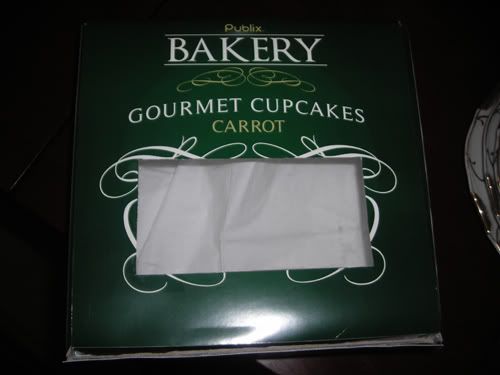 Publix
BAKERY
GOURMET CUPCAKES
CARROT